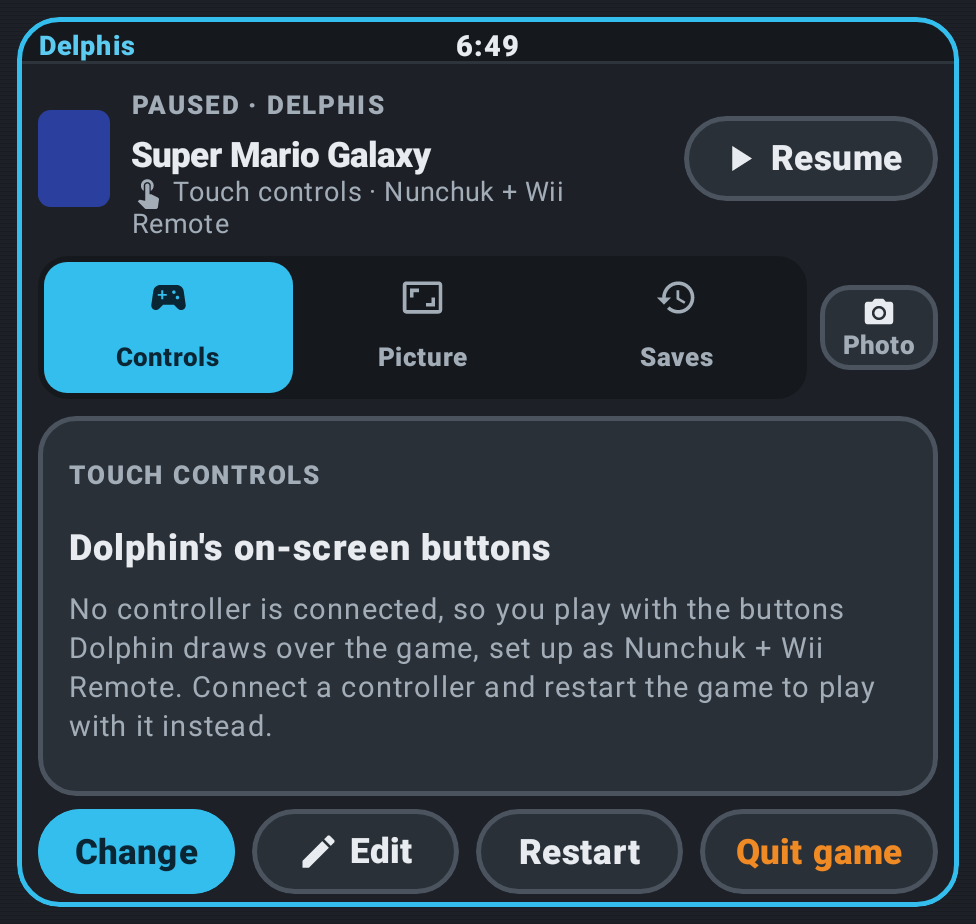 Delphis
6:49
PAUSED · DELPHIS
Super Mario Galaxy
Touch controls · Nunchuk + Wii
Remote
Resume
Controls
Picture
Saves
Photo
TOUCH CONTROLS
Dolphin's on-screen buttons
No controller is connected, so you play with the buttons
Dolphin draws over the game, set up as Nunchuk + Wii
Remote. Connect a controller and restart the game to play
with it instead.
Change
Edit
Restart
Quit game